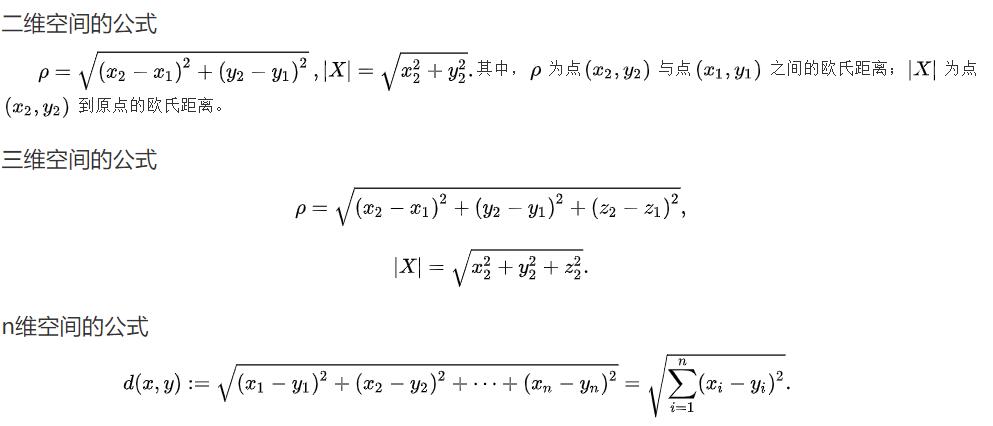 二维空间的公式
ρ = √(x₂ − x₁)² + (y₂ − y₁)² , |X| = √x₂² + y₂². 其中，ρ 为点(x₂, y₂) 与点(x₁, y₁) 之间的欧氏距离；|X| 为点
(x₂, y₂) 到原点的欧氏距离。
三维空间的公式
ρ = √(x₂ − x₁)² + (y₂ − y₁)² + (z₂ − z₁)²,
|X| = √x₂² + y₂² + z₂².
n维空间的公式
d(x, y) := √(x₁ − y₁)² + (x₂ − y₂)² + ⋯ + (xₙ − yₙ)² = √∑ⁿᵢ₌₁(xᵢ − yᵢ)².